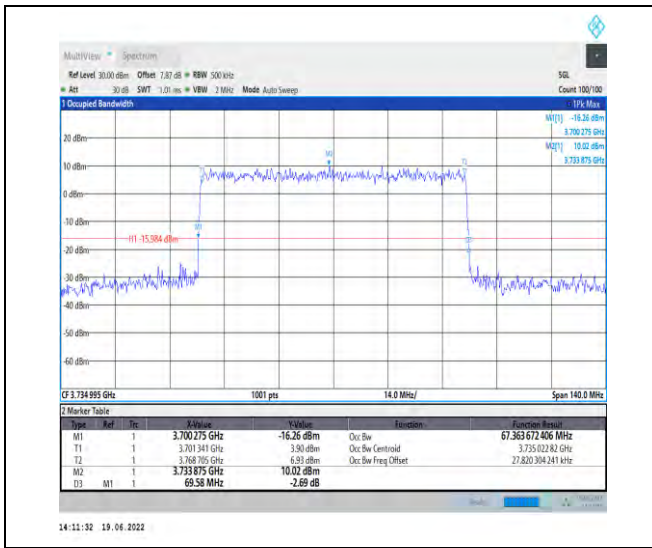 MultiView Spectrum
Ref Level 30.00 dBm Offset 7.87 dB RBW 500 kHz SGL
Att 30 dB SWT 1.01 ms VBW 2 MHz Mode Auto Sweep Count 100/100
1 Occupied Bandwidth 1Pk Max
M1[1] -16.26 dBm
3.700 275 GHz
M2[1] 10.02 dBm
3.733 875 GHz
20 dBm
10 dBm
0 dBm
-10 dBm
H1 -15.984 dBm
-20 dBm
-30 dBm
-40 dBm
-50 dBm
-60 dBm
M2
T2
M1
CF 3.734 995 GHz 1001 pts 14.0 MHz/ Span 140.0 MHz
2 Marker Table
Type Ref Trc X-Value Y-Value Function Function Result
M1 1 3.700 275 GHz -16.26 dBm Occ Bw 67.363 672 406 MHz
T1 1 3.701 341 GHz 3.90 dBm Occ Bw Centroid 3.735 022 82 GHz
T2 1 3.768 705 GHz 6.93 dBm Occ Bw Freq Offset 27.820 304 241 kHz
M2 1 3.733 875 GHz 10.02 dBm
D3 M1 1 69.58 MHz -2.69 dB
14:11:32 19.06.2022